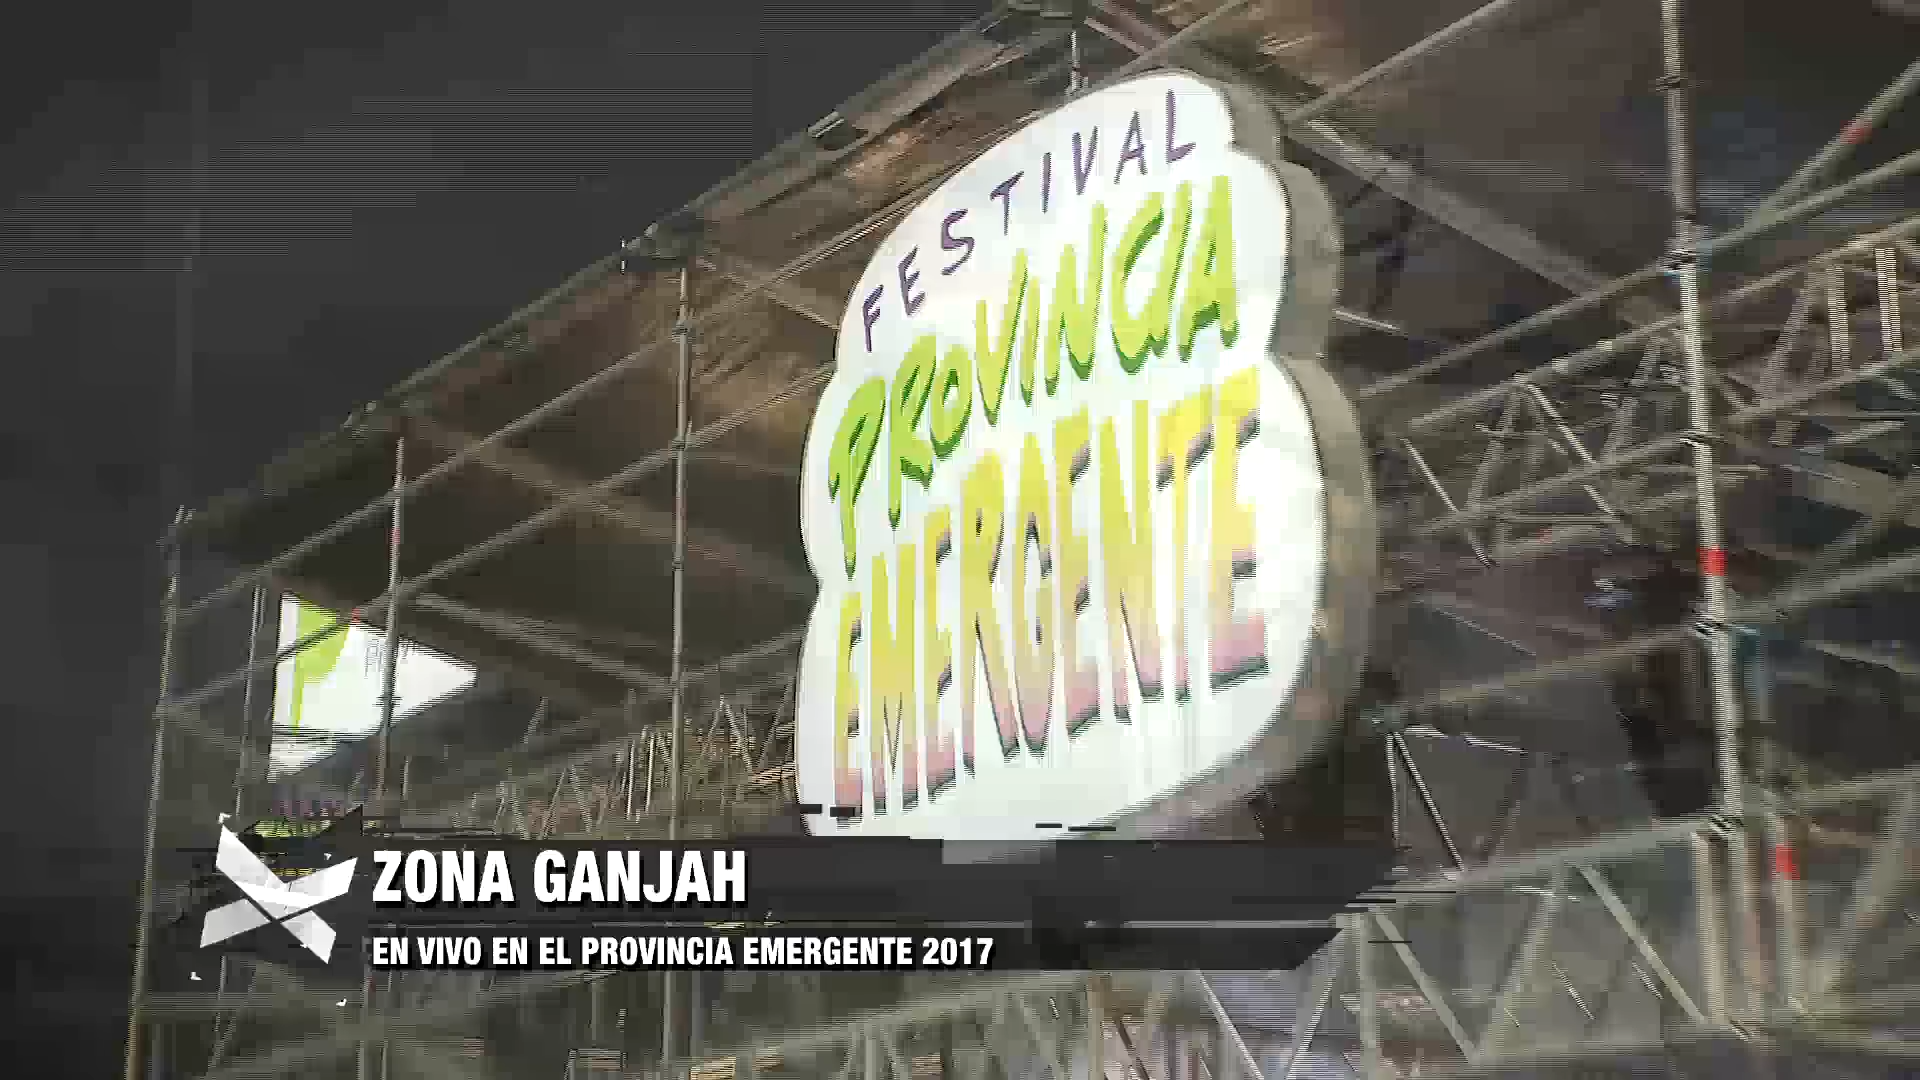 FESTIVAL
PROVINCIA
EMERGENTE
ZONA GANJAH
EN VIVO EN EL PROVINCIA EMERGENTE 2017